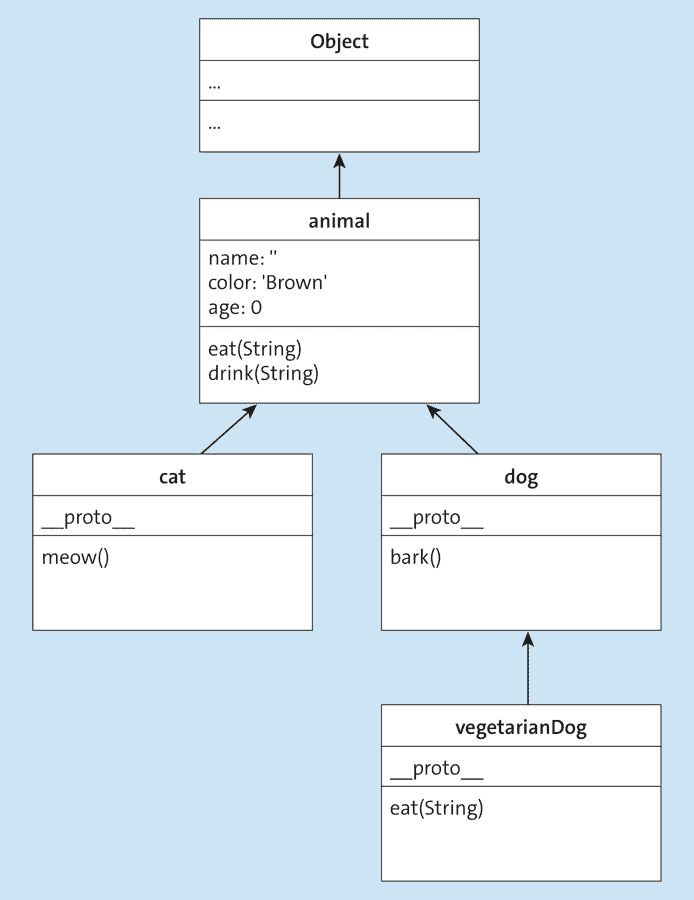 Object
...
...
animal
name: ''
color: 'Brown'
age: 0
eat(String)
drink(String)
cat
__proto__
meow()
dog
__proto__
bark()
vegetarianDog
__proto__
eat(String)